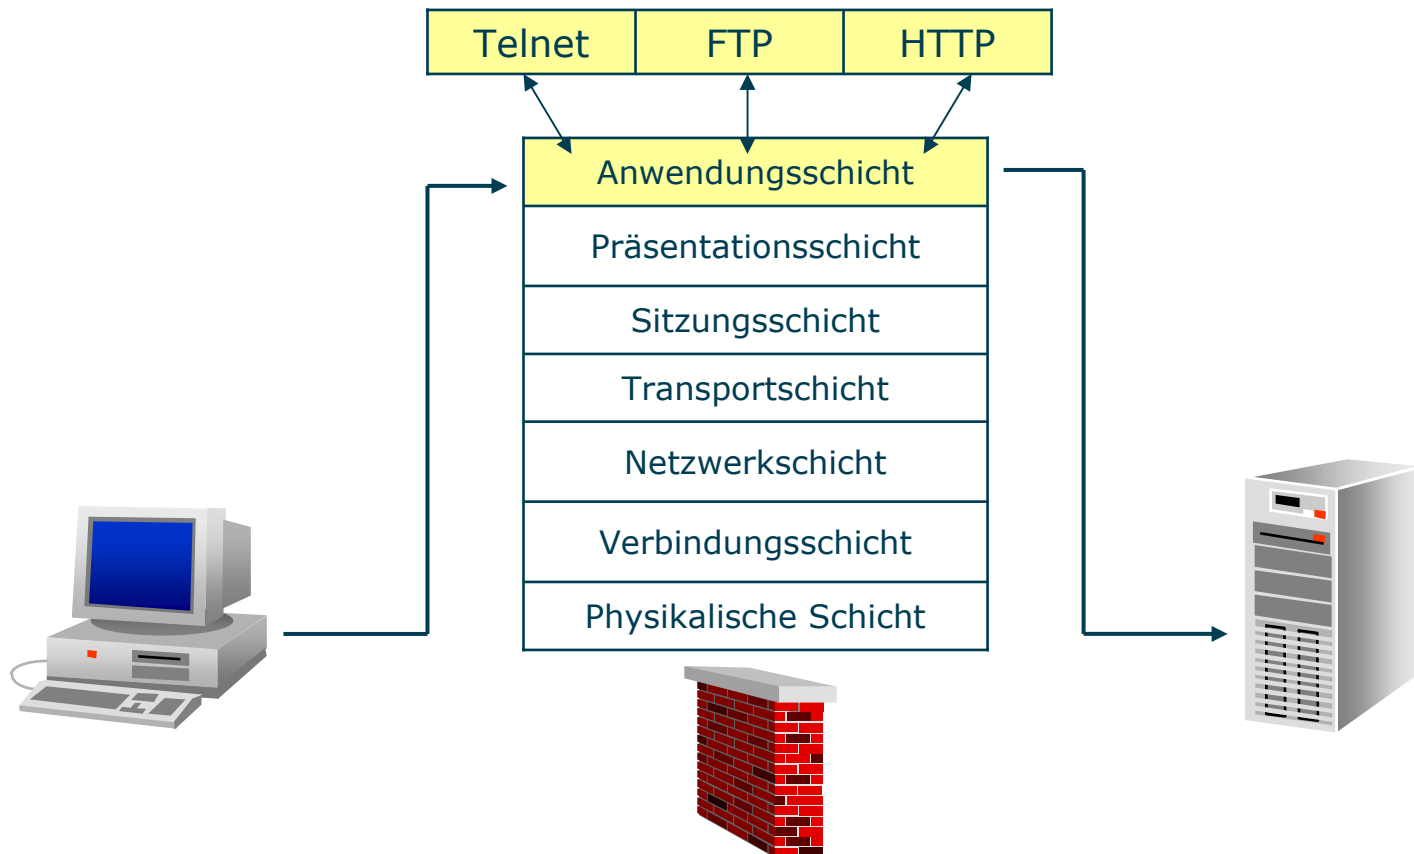 Telnet FTP HTTP
Anwendungsschicht
Präsentationsschicht
Sitzungsschicht
Transportschicht
Netzwerkschicht
Verbindungsschicht
Physikalische Schicht